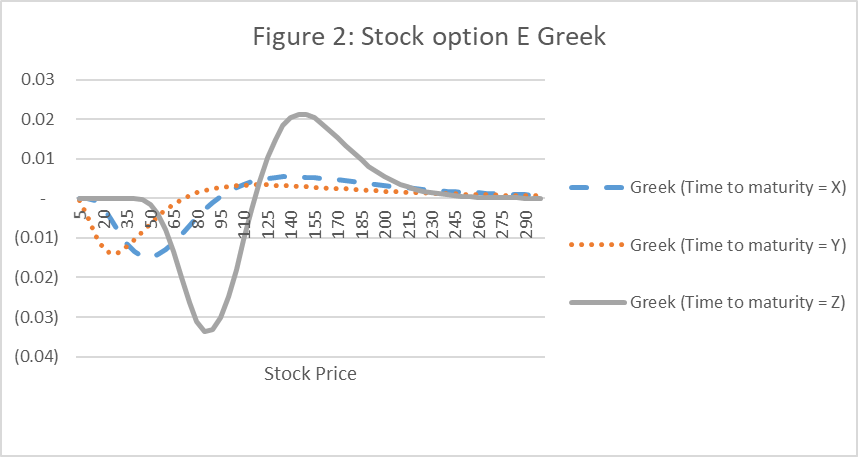 Figure 2: Stock option E Greek
0.03
0.02
0.01
-
(0.01)
(0.02)
(0.03)
(0.04)
5 20 35 50 65 80 95 110 125 140 155 170 185 200 215 230 245 260 275 290
Stock Price
Greek (Time to maturity = X)
Greek (Time to maturity = Y)
Greek (Time to maturity = Z)